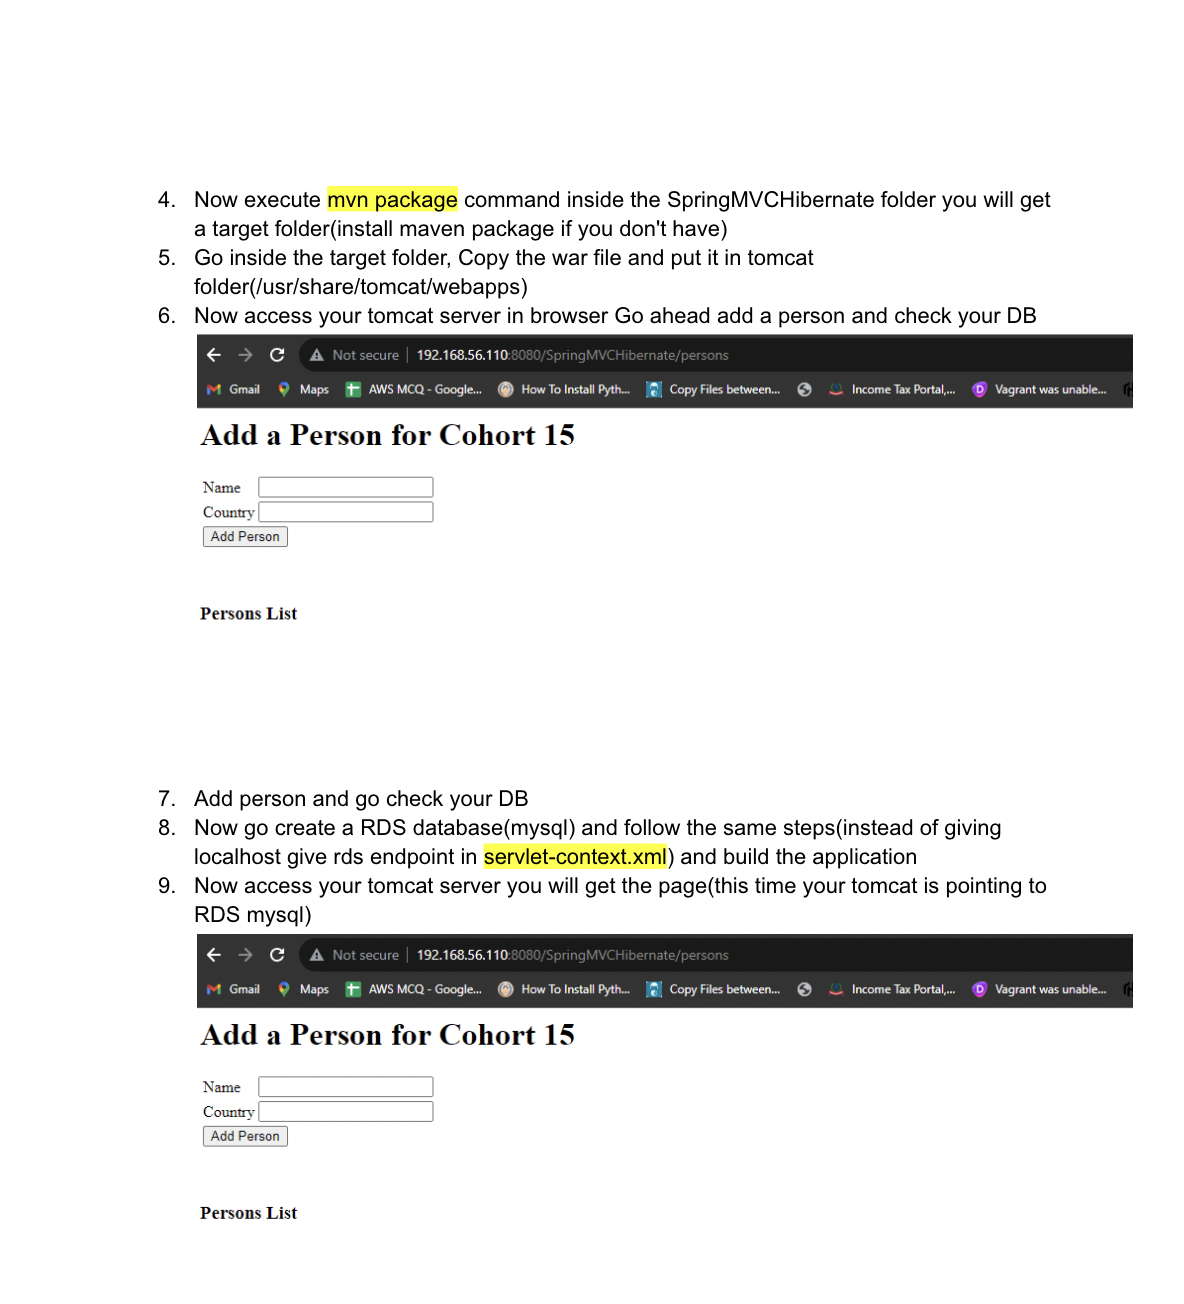 4. Now execute mvn package command inside the SpringMVCHibernate folder you will get
a target folder(install maven package if you don't have)
5. Go inside the target folder, Copy the war file and put it in tomcat
folder(/usr/share/tomcat/webapps)
6. Now access your tomcat server in browser Go ahead add a person and check your DB
Not secure | 192.168.56.110:8080/SpringMVCHibernate/persons
Gmail Maps AWS MCQ - Google... How To Install Pyth... Copy Files between... Income Tax Portal,... Vagrant was unable...
Add a Person for Cohort 15
Name
Country
Add Person
Persons List
7. Add person and go check your DB
8. Now go create a RDS database(mysql) and follow the same steps(instead of giving
localhost give rds endpoint in servlet-context.xml) and build the application
9. Now access your tomcat server you will get the page(this time your tomcat is pointing to
RDS mysql)
Not secure | 192.168.56.110:8080/SpringMVCHibernate/persons
Gmail Maps AWS MCQ - Google... How To Install Pyth... Copy Files between... Income Tax Portal,... Vagrant was unable...
Add a Person for Cohort 15
Name
Country
Add Person
Persons List